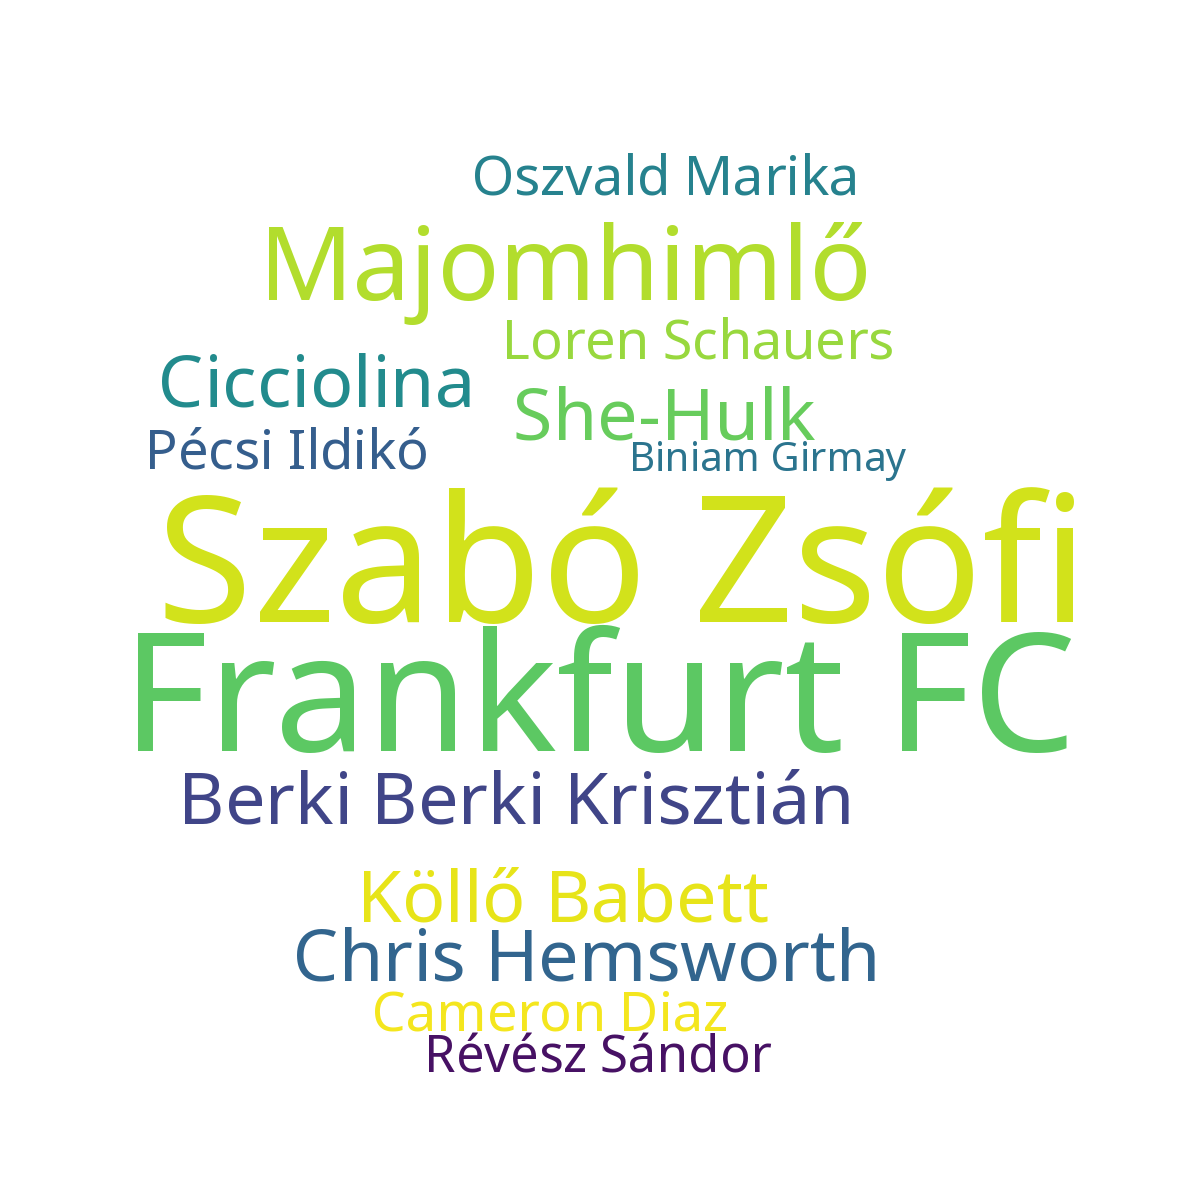 Oszvald Marika
Majomhimlő
Loren Schauers
Cicciolina
She-Hulk
Pécsi Ildikó
Biniam Girmay
Szabó Zsófi
Frankfurt FC
Berki Berki Krisztián
Köllő Babett
Chris Hemsworth
Cameron Diaz
Révész Sándor